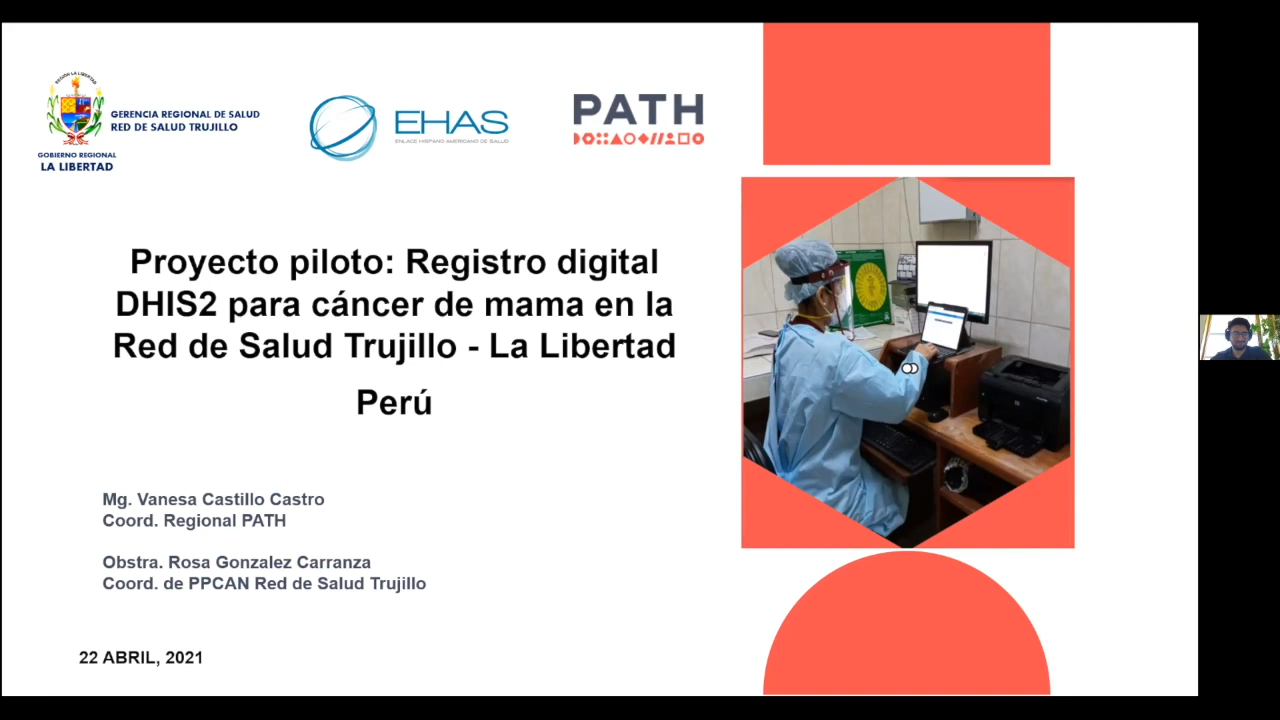 REGIÓN LA LIBERTAD
GOBIERNO REGIONAL
LA LIBERTAD
GERENCIA REGIONAL DE SALUD
RED DE SALUD TRUJILLO
EHAS
ENLACE HISPANO AMERICANO DE SALUD
PATH
Proyecto piloto: Registro digital
DHIS2 para cáncer de mama en la
Red de Salud Trujillo - La Libertad
Perú
Mg. Vanesa Castillo Castro
Coord. Regional PATH
Obstra. Rosa Gonzalez Carranza
Coord. de PPCAN Red de Salud Trujillo
22 ABRIL, 2021